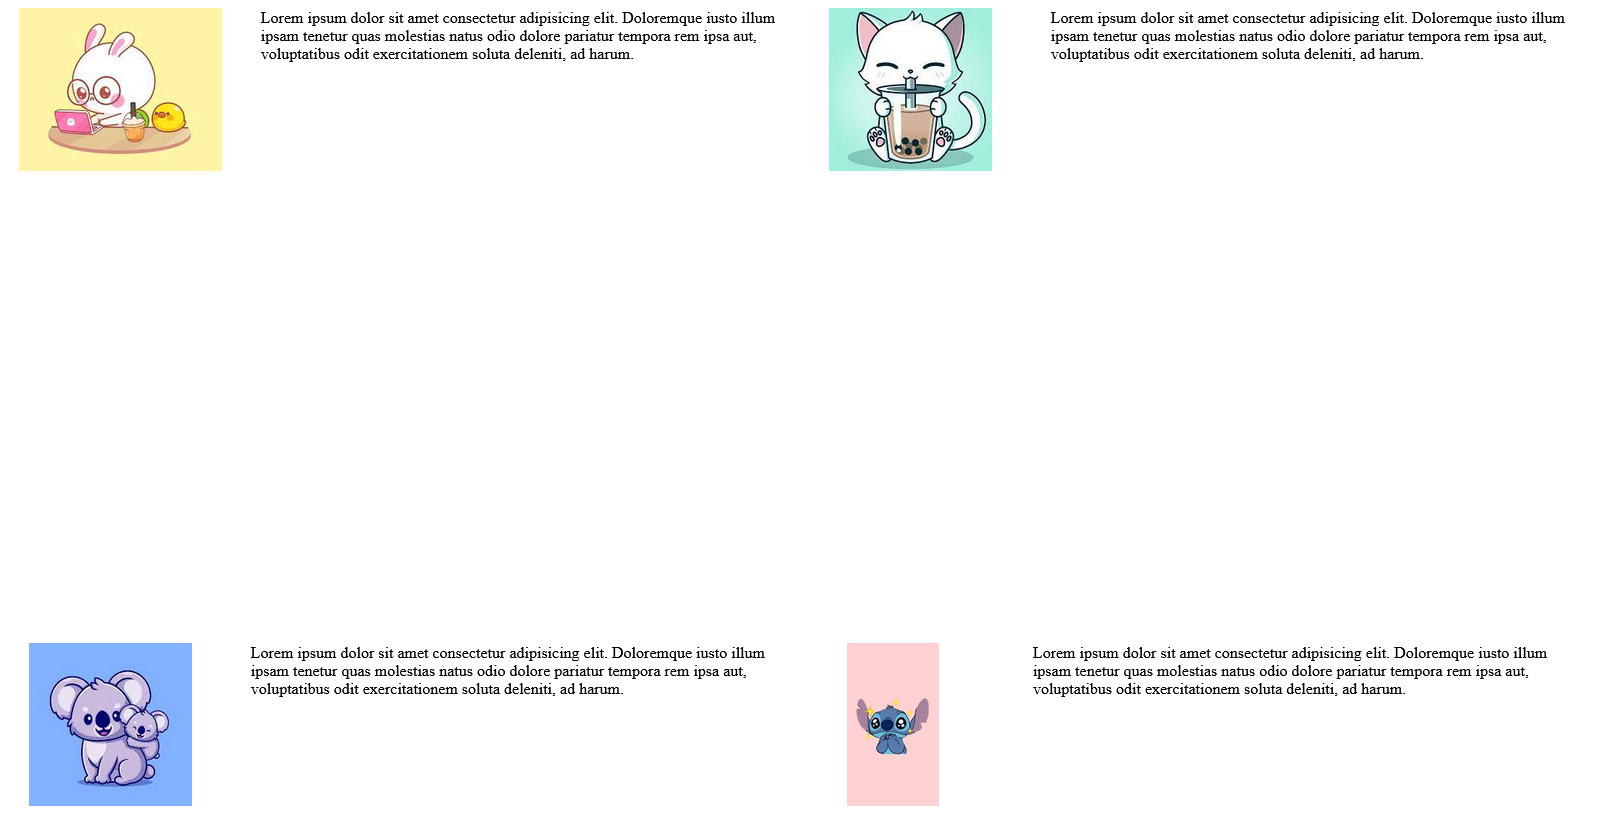 Lorem ipsum dolor sit amet consectetur adipisicing elit. Doloremque iusto illum
ipsam tenetur quas molestias natus odio dolore pariatur tempora rem ipsa aut,
voluptatibus odit exercitationem soluta deleniti, ad harum.
Lorem ipsum dolor sit amet consectetur adipisicing elit. Doloremque iusto illum
ipsam tenetur quas molestias natus odio dolore pariatur tempora rem ipsa aut,
voluptatibus odit exercitationem soluta deleniti, ad harum.
Lorem ipsum dolor sit amet consectetur adipisicing elit. Doloremque iusto illum
ipsam tenetur quas molestias natus odio dolore pariatur tempora rem ipsa aut,
voluptatibus odit exercitationem soluta deleniti, ad harum.
Lorem ipsum dolor sit amet consectetur adipisicing elit. Doloremque iusto illum
ipsam tenetur quas molestias natus odio dolore pariatur tempora rem ipsa aut,
voluptatibus odit exercitationem soluta deleniti, ad harum.